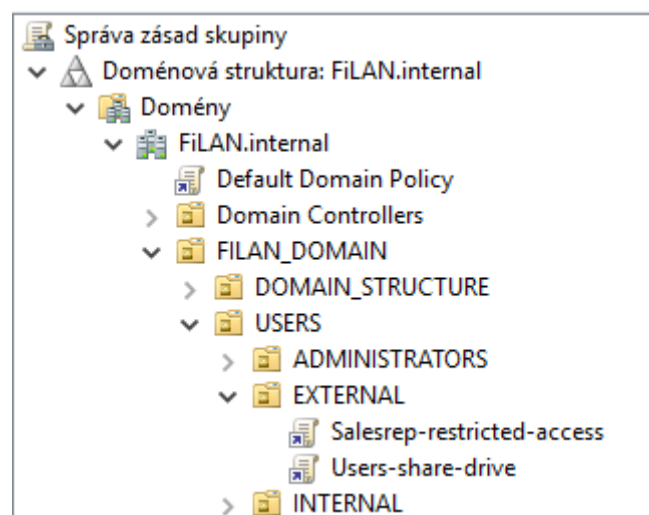 Správa zásad skupiny
Doménová struktura: FiLAN.internal
Domény
FiLAN.internal
Default Domain Policy
Domain Controllers
FILAN_DOMAIN
DOMAIN_STRUCTURE
USERS
ADMINISTRATORS
EXTERNAL
Salesrep-restricted-access
Users-share-drive
INTERNAL